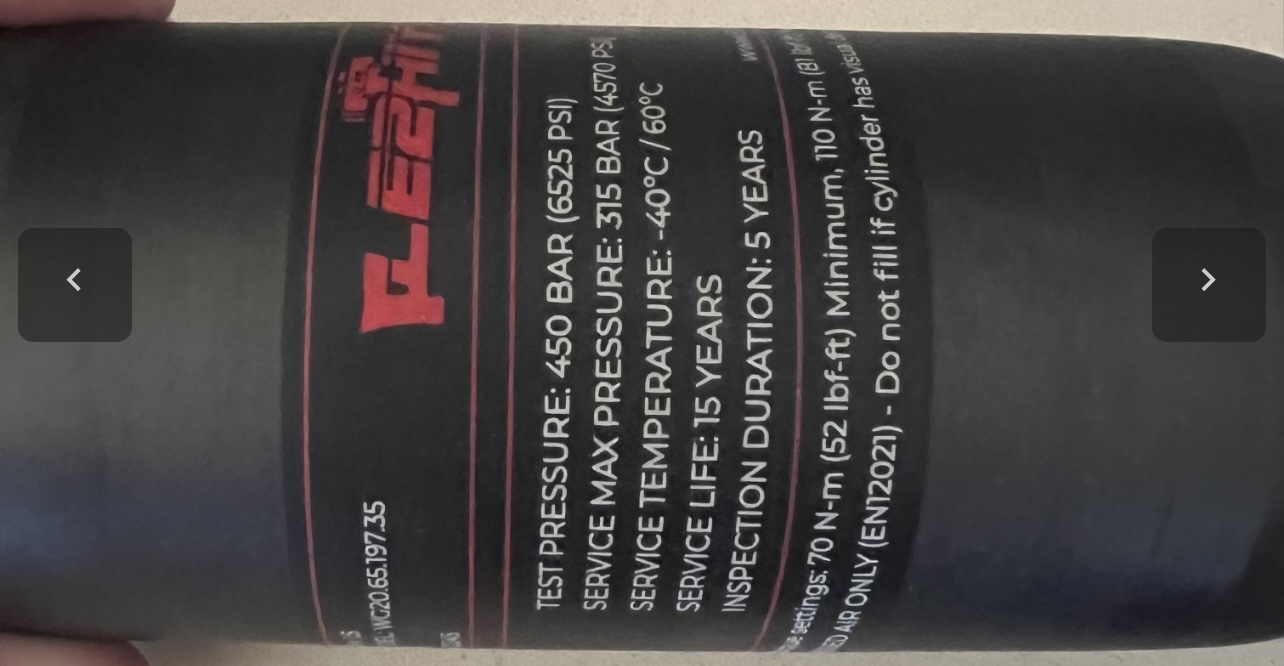 WG20.65.197.35
TEST PRESSURE: 450 BAR (6525 PSI)
SERVICE MAX PRESSURE: 315 BAR (4570 PSI
SERVICE TEMPERATURE: -40°C / 60°C
SERVICE LIFE: 15 YEARS
INSPECTION DURATION: 5 YEARS
settings: 70 N-m (52 lbf-ft) Minimum, 110 N-m (81
AIR ONLY (EN12021) - Do not fill if cylinder has